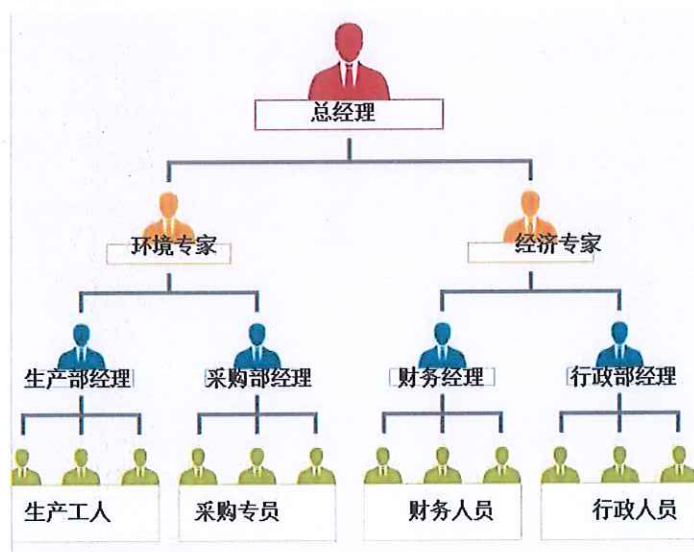 总经理
环境专家
经济专家
生产部经理
采购部经理
财务经理
行政部经理
生产工人
采购专员
财务人员
行政人员